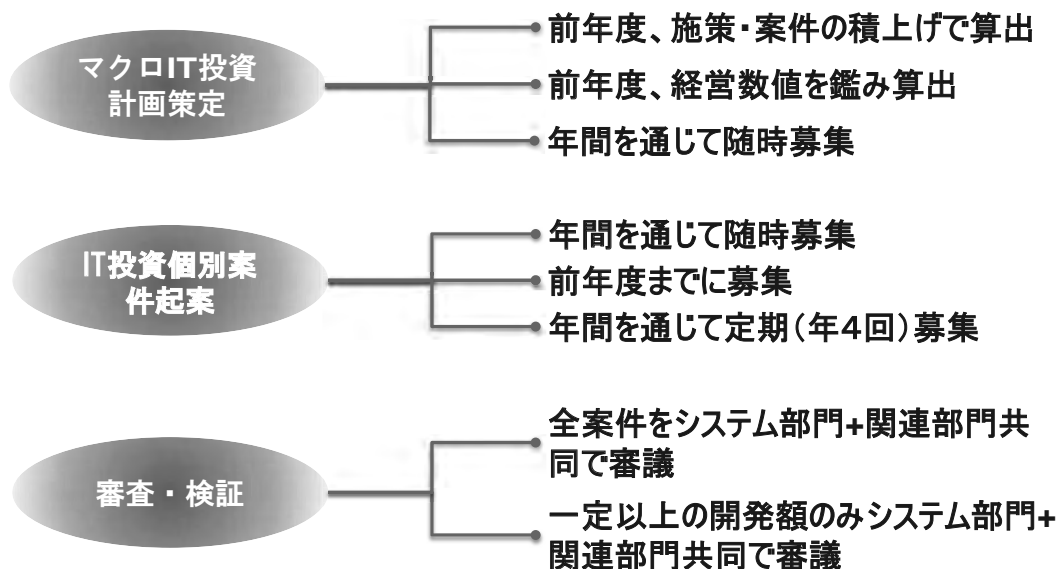 マクロIT投資
計画策定
前年度、施策・案件の積上げで算出
前年度、経営数値を鑑み算出
年間を通じて随時募集
IT投資個別案
件起案
年間を通じて随時募集
前年度までに募集
年間を通じて定期（年４回）募集
審査・検証
全案件をシステム部門+関連部門共
同で審議
一定以上の開発額のみシステム部門+
関連部門共同で審議